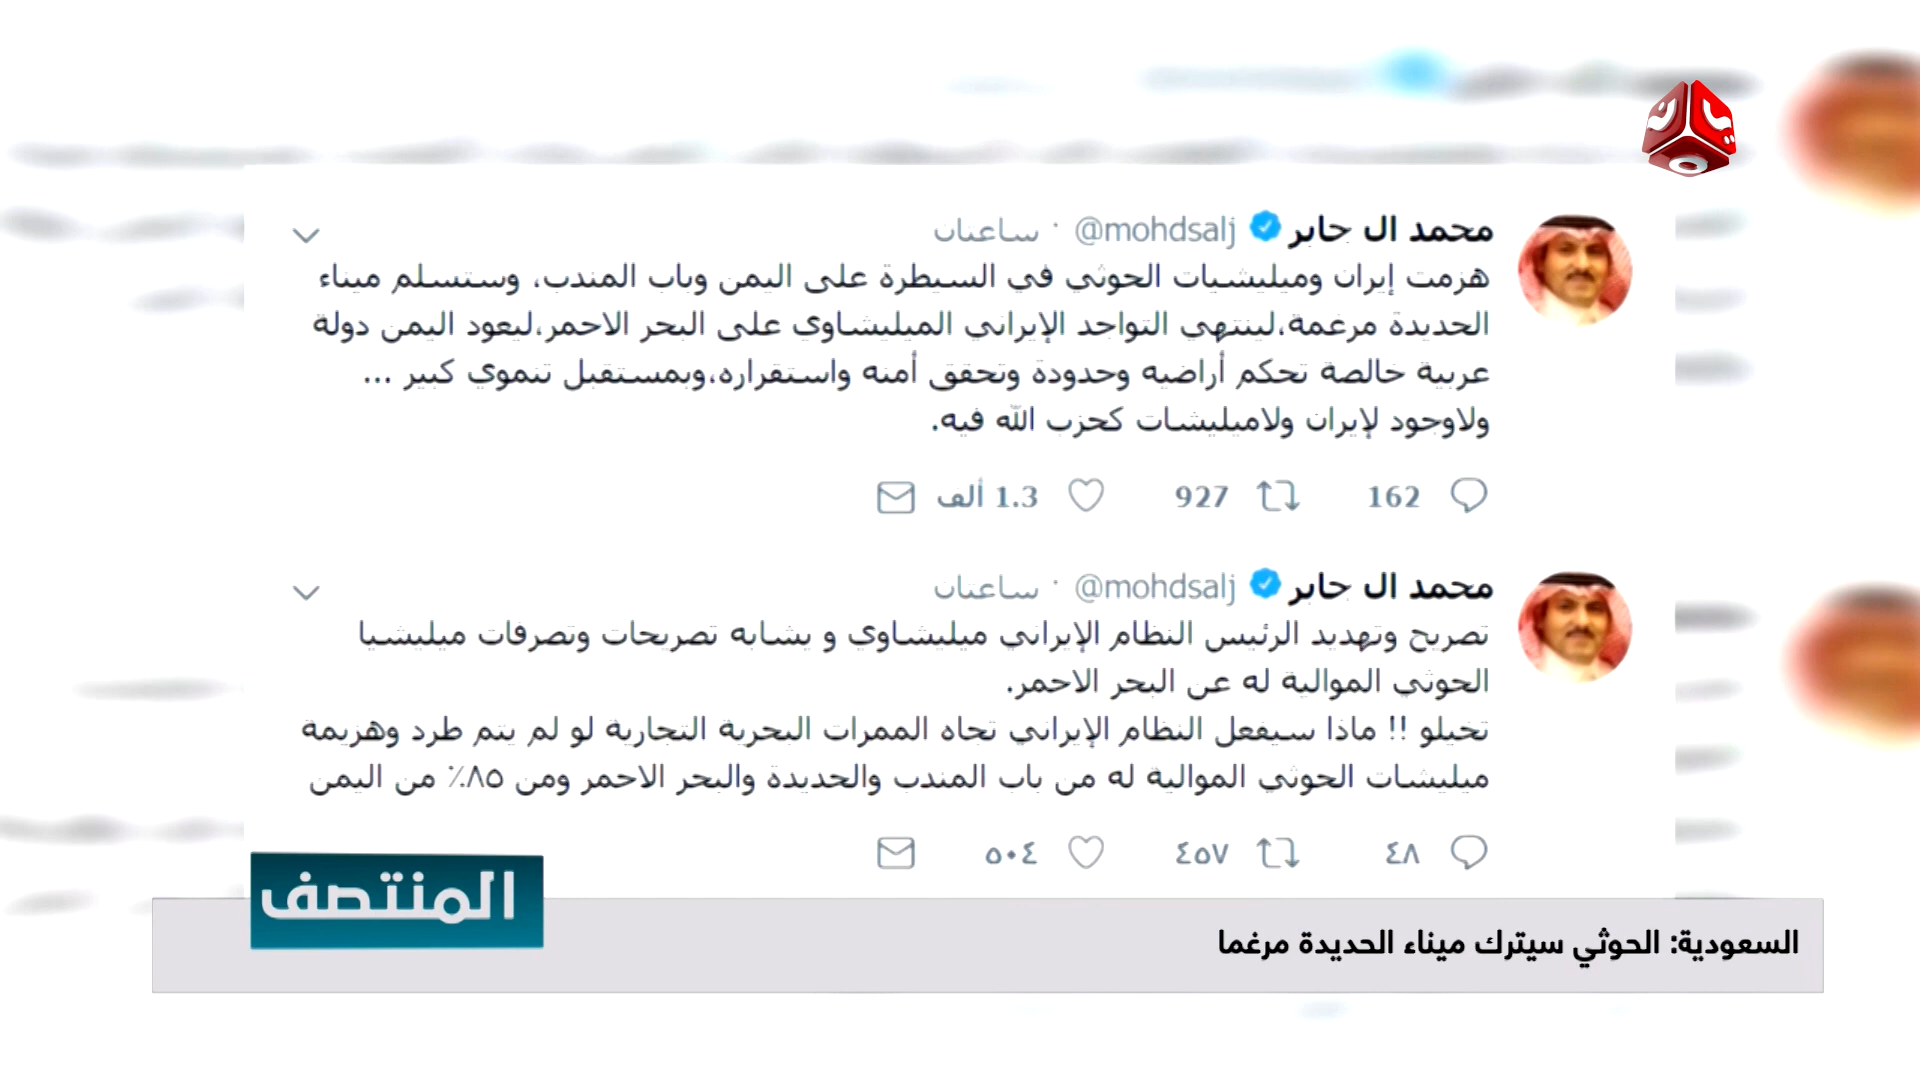 محمد ال جابر @mohdsalj · ساعتان
هزمت إيران وميليشيات الحوثي في السيطرة على اليمن وباب المندب، وستسلم ميناء
الحديدة مرغمة،لينتهي التواجد الإيراني الميليشاوي على البحر الاحمر،ليعود اليمن دولة
عربية خالصة تحكم أراضيه وحدودة وتحقق أمنه واستقراره،وبمستقبل تنموي كبير ...
ولاوجود لإيران ولاميليشات كحزب الله فيه.
162 927 1.3 ألف
محمد ال جابر @mohdsalj · ساعتان
تصريح وتهديد الرئيس النظام الإيراني ميليشاوي و يشابه تصريحات وتصرفات ميليشيا
الحوثي الموالية له عن البحر الاحمر.
تخيلو !! ماذا سيفعل النظام الإيراني تجاه الممرات البحرية التجارية لو لم يتم طرد وهزيمة
ميليشات الحوثي الموالية له من باب المندب والحديدة والبحر الاحمر ومن ٨٥٪ من اليمن
٤٨ ٤٥٧ ٥٠٤
المنتصف
السعودية: الحوثي سيترك ميناء الحديدة مرغما